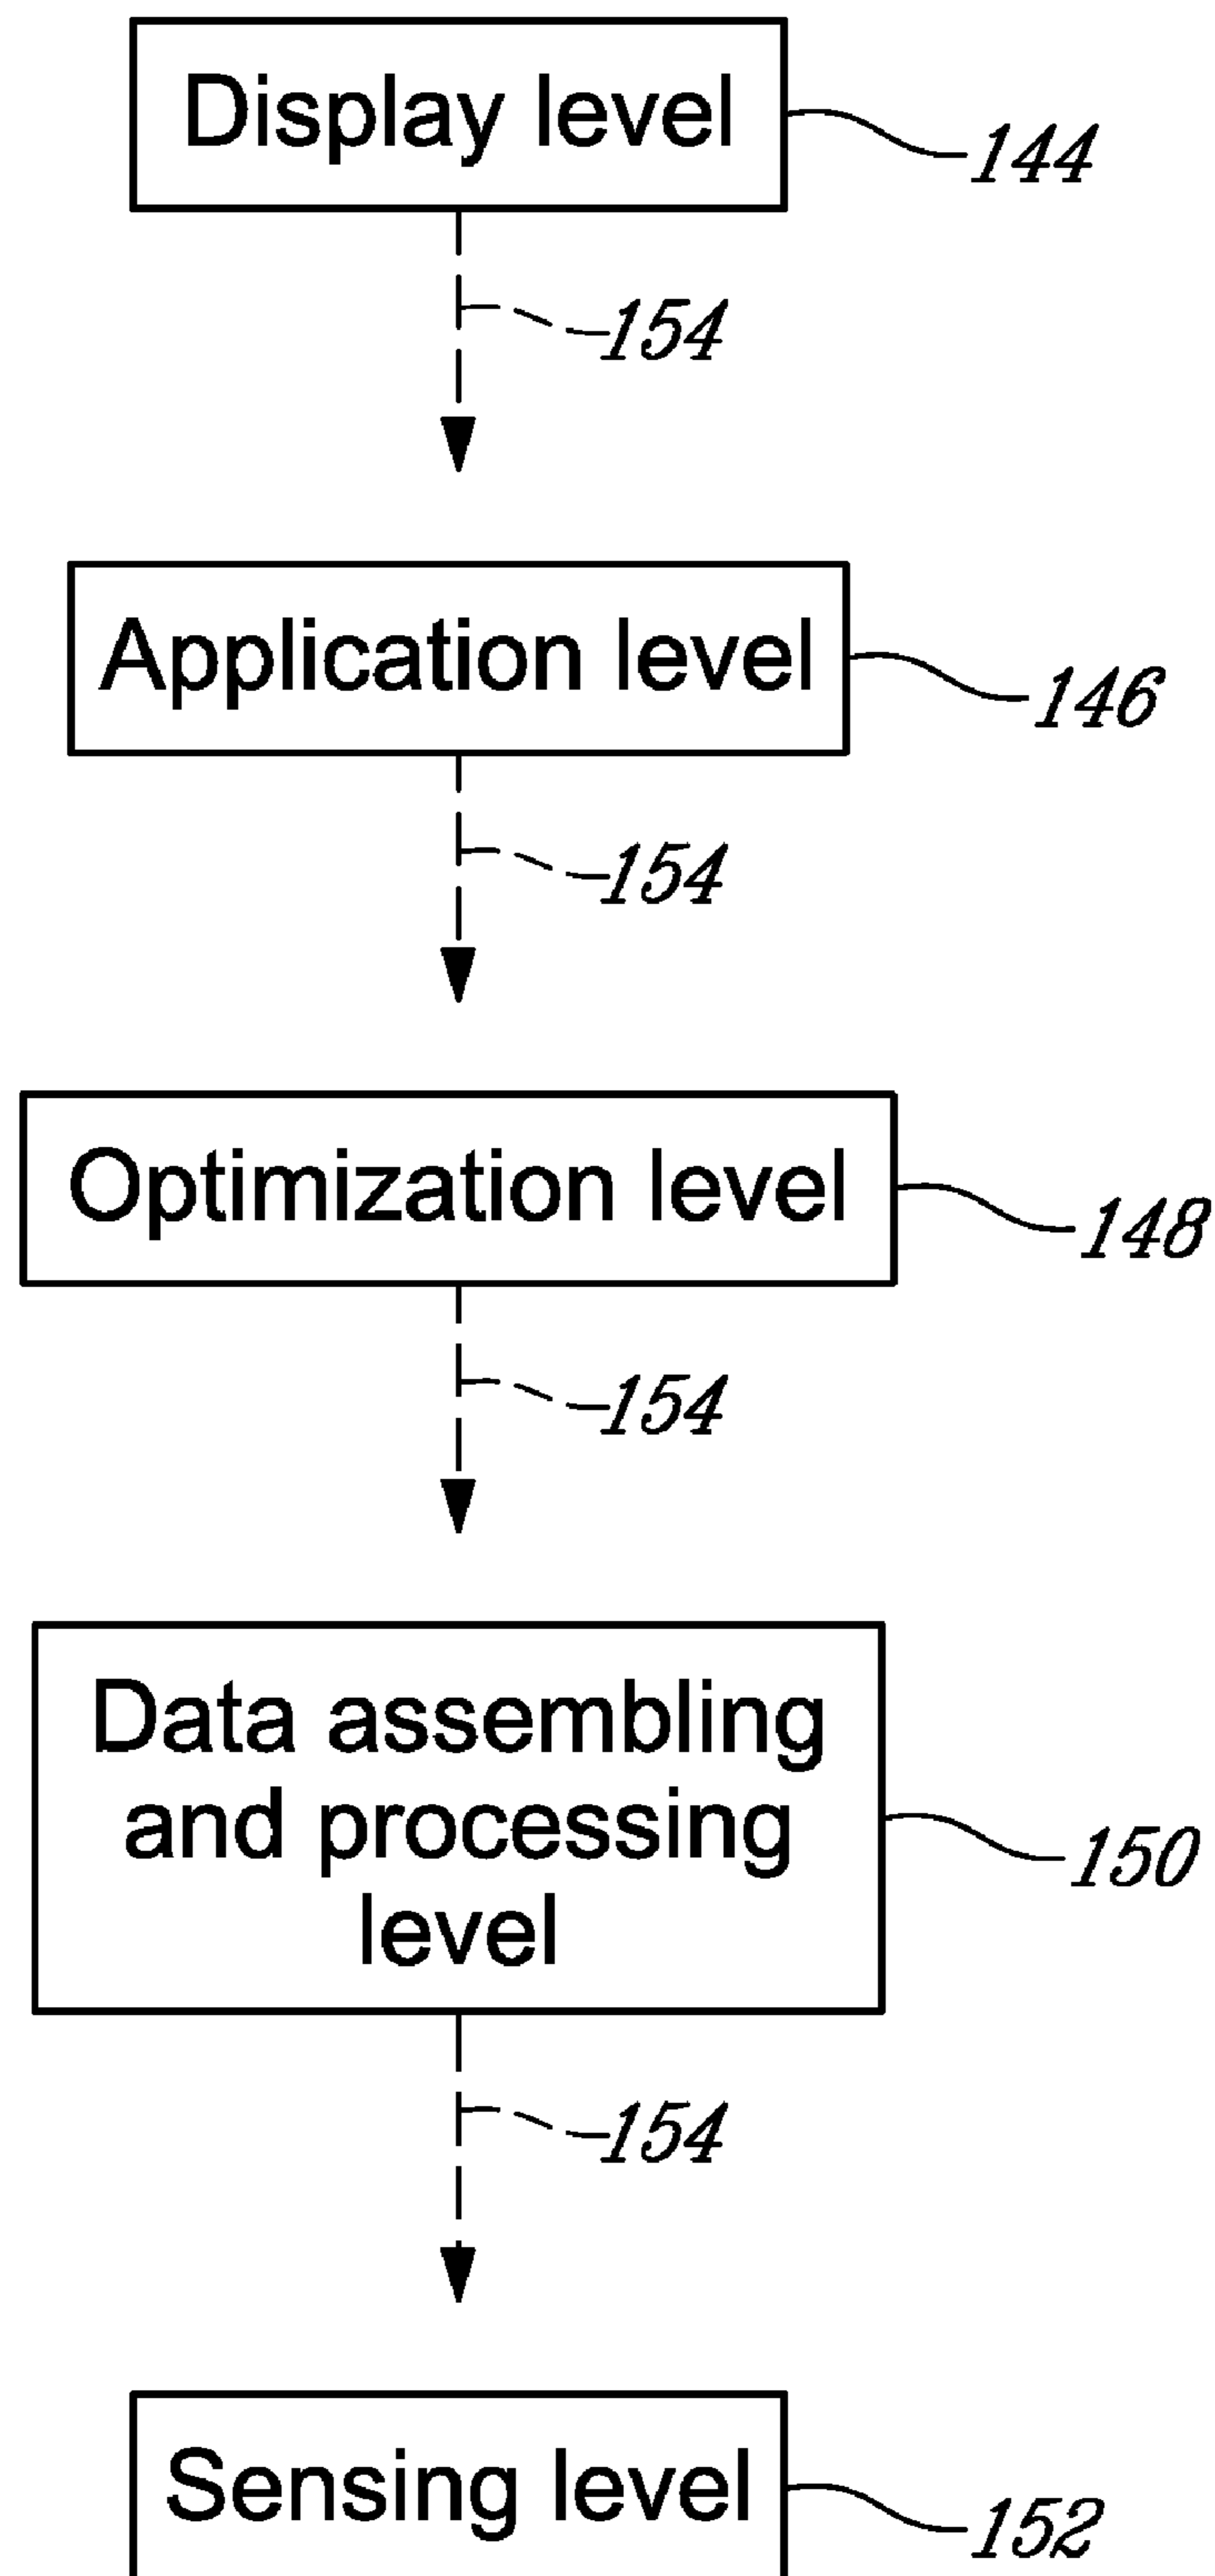 Display level
144
154
Application level
146
154
Optimization level
148
154
Data assembling
and processing
level
150
154
Sensing level
152